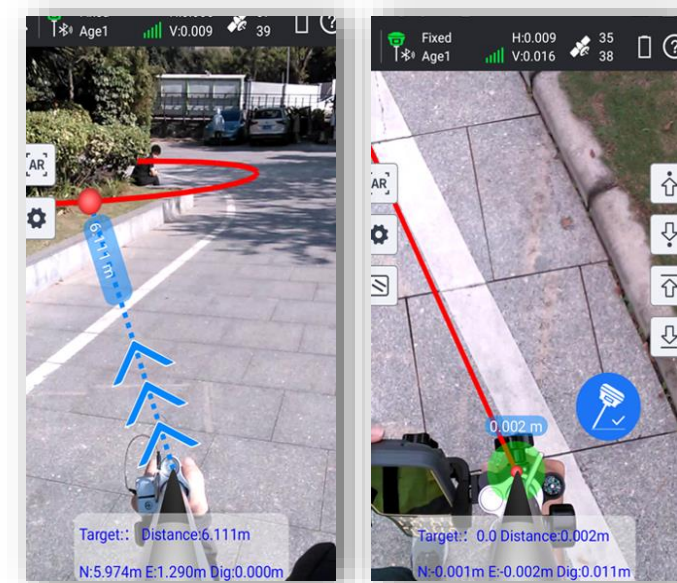 Age1
V:0.009
39
AR
6.111 m
Target:: Distance:6.111m
N:5.974m E:1.290m Dig:0.000m
Fixed
H:0.009
35
Age1
V:0.016
38
AR
0.002 m
Target:: 0.0 Distance:0.002m
N:-0.001m E:-0.002m Dig:0.011m